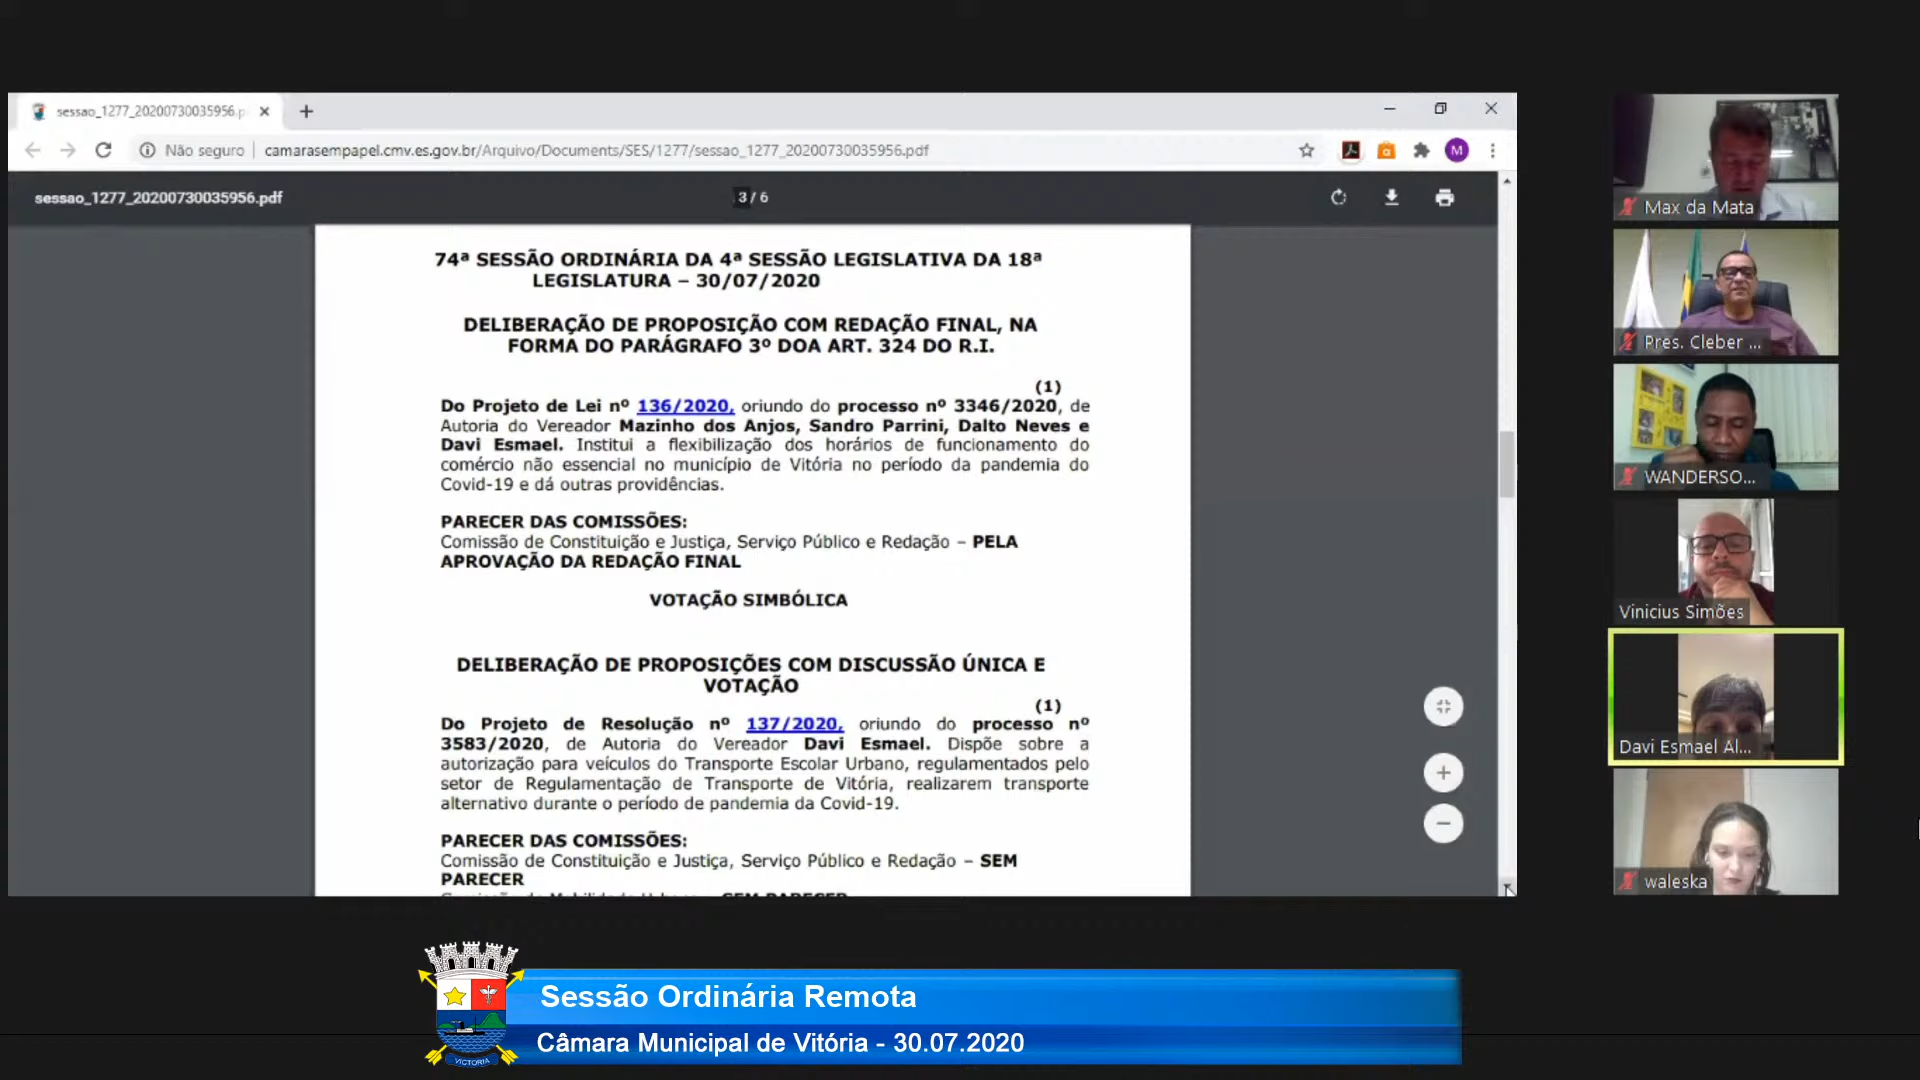 sessao_1277_20200730035956.p
Não seguro
camarasempapel.cmv.es.gov.br/Arquivo/Documents/SES/1277/sessao_1277_20200730035956.pdf
M
sessao_1277_20200730035956.pdf
3 / 6
74ª SESSÃO ORDINÁRIA DA 4ª SESSÃO LEGISLATIVA DA 18ª
LEGISLATURA – 30/07/2020
DELIBERAÇÃO DE PROPOSIÇÃO COM REDAÇÃO FINAL, NA
FORMA DO PARÁGRAFO 3º DOA ART. 324 DO R.I.
(1)
Do Projeto de Lei nº 136/2020, oriundo do processo nº 3346/2020, de
Autoria do Vereador Mazinho dos Anjos, Sandro Parrini, Dalto Neves e
Davi Esmael. Institui a flexibilização dos horários de funcionamento do
comércio não essencial no município de Vitória no período da pandemia do
Covid-19 e dá outras providências.
PARECER DAS COMISSÕES:
Comissão de Constituição e Justiça, Serviço Público e Redação – PELA
APROVAÇÃO DA REDAÇÃO FINAL
VOTAÇÃO SIMBÓLICA
DELIBERAÇÃO DE PROPOSIÇÕES COM DISCUSSÃO ÚNICA E
VOTAÇÃO
(1)
Do Projeto de Resolução nº 137/2020, oriundo do processo nº
3583/2020, de Autoria do Vereador Davi Esmael. Dispõe sobre a
autorização para veículos do Transporte Escolar Urbano, regulamentados pelo
setor de Regulamentação de Transporte de Vitória, realizarem transporte
alternativo durante o período de pandemia da Covid-19.
PARECER DAS COMISSÕES:
Comissão de Constituição e Justiça, Serviço Público e Redação – SEM
PARECER
Max da Mata
Pres. Cleber ...
WANDERSO...
Vinicius Simões
Davi Esmael Al...
waleska
VICTORIA
Sessão Ordinária Remota
Câmara Municipal de Vitória - 30.07.2020